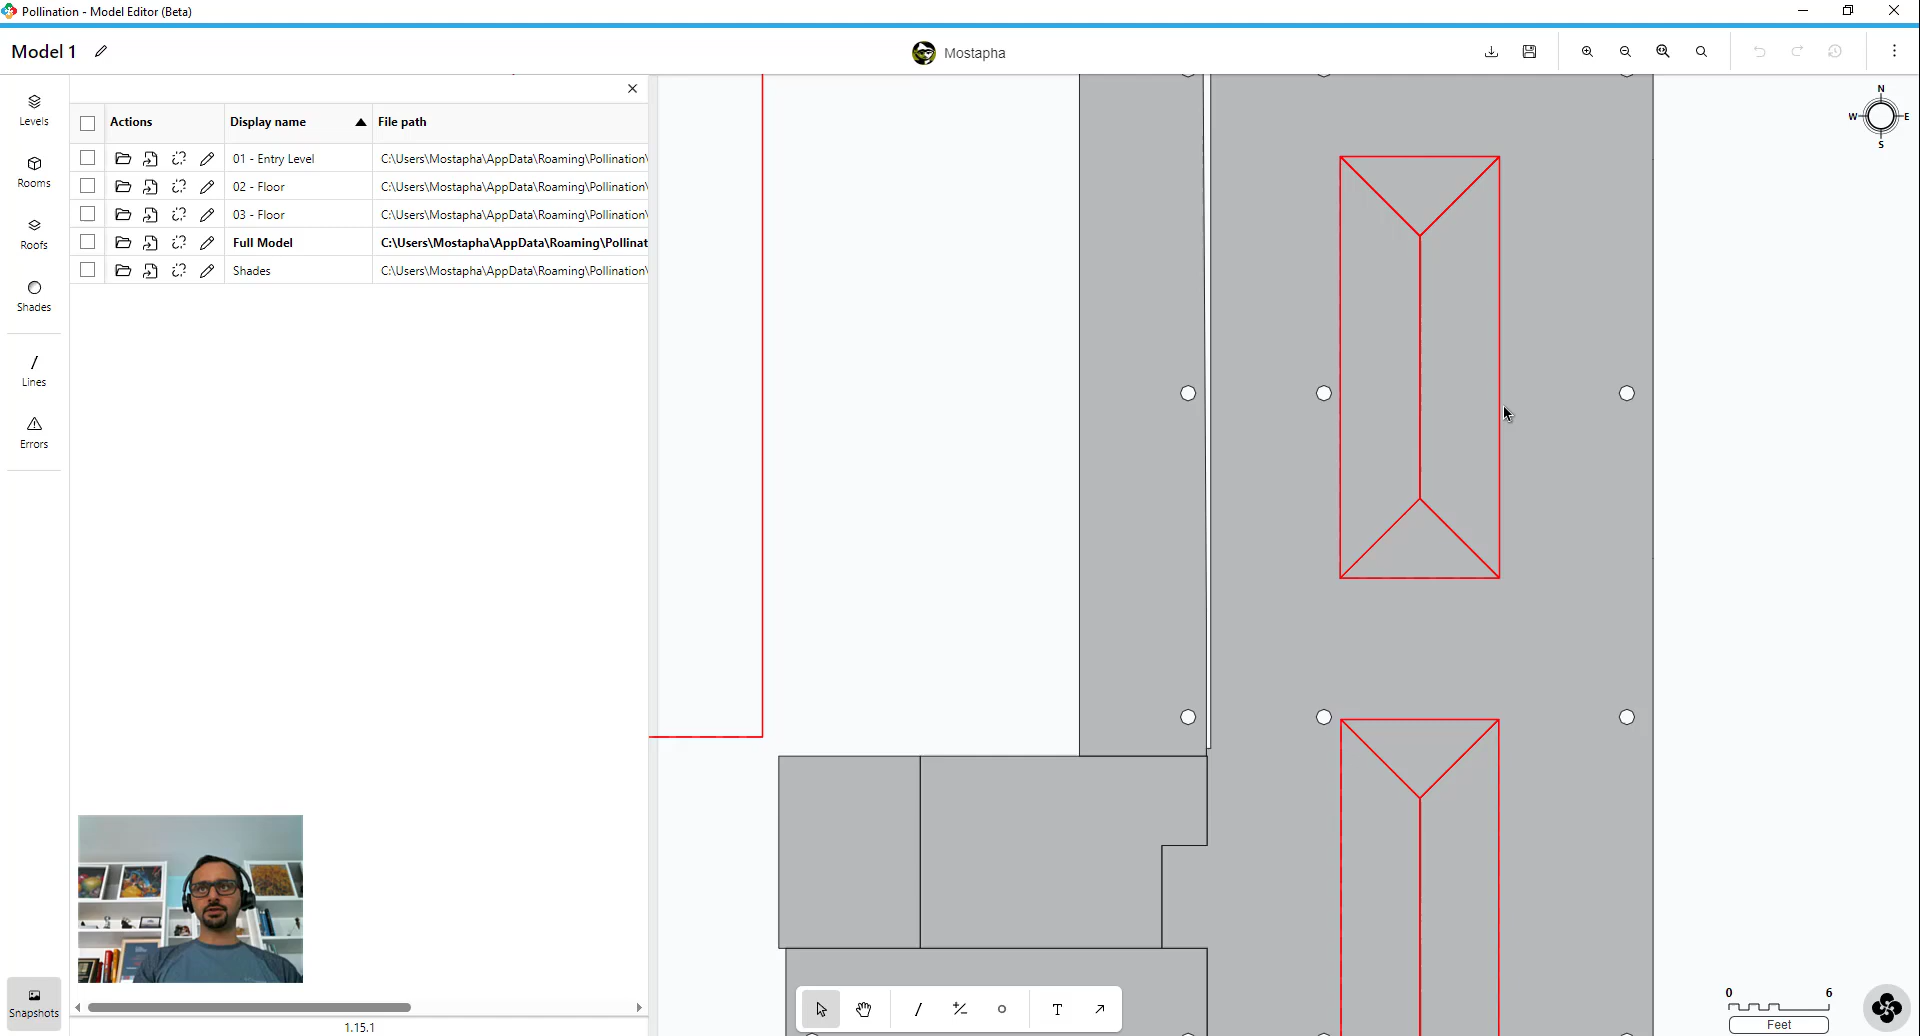 Pollination - Model Editor (Beta)
Model 1
Mostapha
Levels
Rooms
Roofs
Shades
Lines
Errors
Snapshots
Actions Display name File path
01 - Entry Level C:\Users\Mostapha\AppData\Roaming\Pollination\
02 - Floor C:\Users\Mostapha\AppData\Roaming\Pollination\
03 - Floor C:\Users\Mostapha\AppData\Roaming\Pollination\
Full Model C:\Users\Mostapha\AppData\Roaming\Pollinat
Shades C:\Users\Mostapha\AppData\Roaming\Pollination\
1.15.1
N
W E
S
T
0 6
Feet